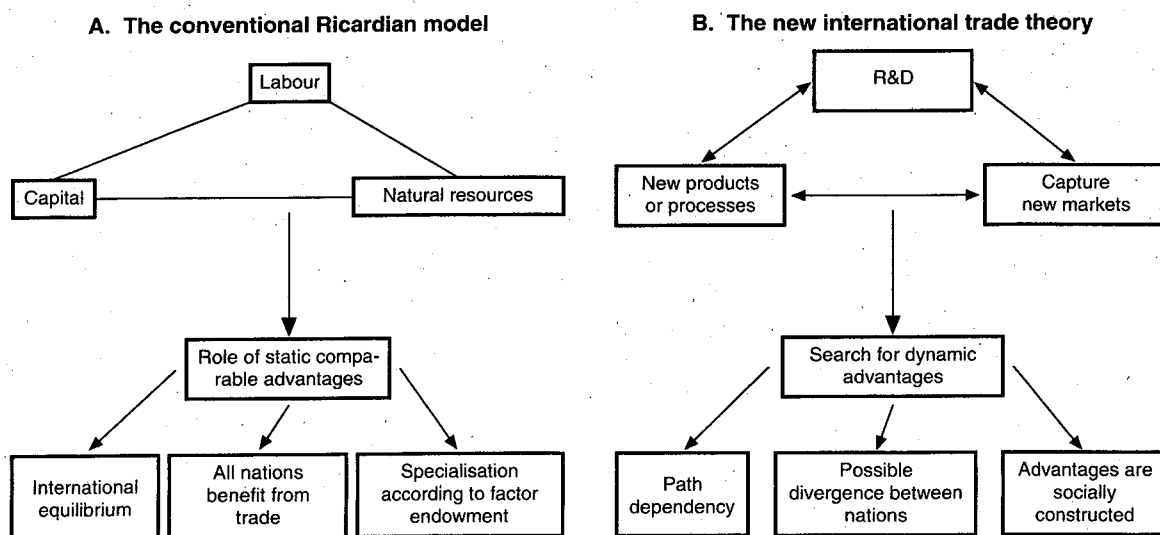 A. The conventional Ricardian model
Labour
Capital
Natural resources
Role of static compa-
rable advantages
International
equilibrium
All nations
benefit from
trade
Specialisation
according to factor
endowment
B. The new international trade theory
R&D
New products
or processes
Capture
new markets
Search for dynamic
advantages
Path
dependency
Possible
divergence between
nations
Advantages are
socially
constructed